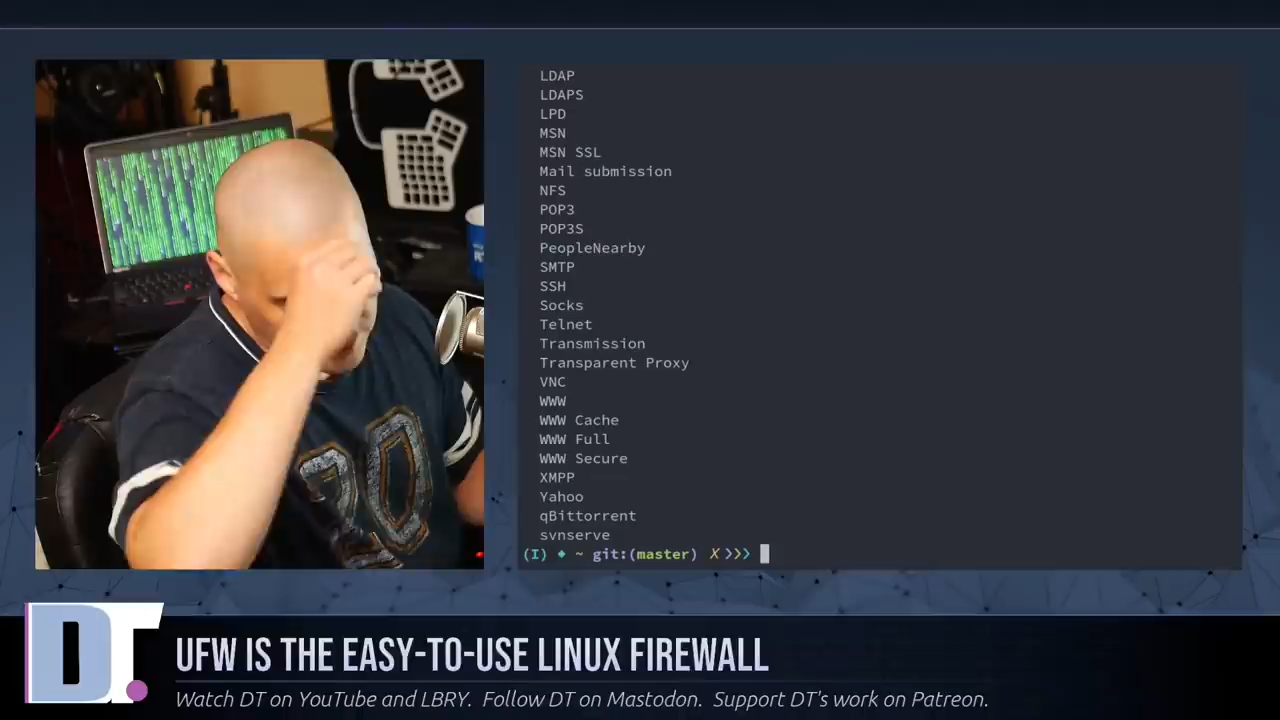 LDAP
LDAPS
LPD
MSN
MSN SSL
Mail submission
NFS
POP3
POP3S
PeopleNearby
SMTP
SSH
Socks
Telnet
Transmission
Transparent Proxy
VNC
WWW
WWW Cache
WWW Full
WWW Secure
XMPP
Yahoo
qBittorrent
svnserve
(I) ♦ ~ git:(master) ✗ ❯❯❯
DT.
UFW IS THE EASY-TO-USE LINUX FIREWALL
Watch DT on YouTube and LBRY. Follow DT on Mastodon. Support DT's work on Patreon.